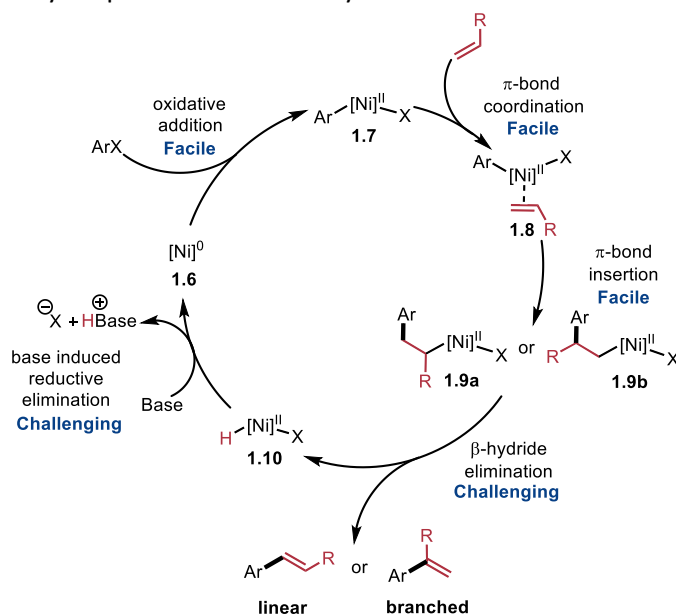 R
oxidative
addition
Facile
ArX
Ar
[Ni]II
X
1.7
π-bond
coordination
Facile
Ar
[Ni]II
X
R
1.8
[Ni]0
1.6
π-bond
insertion
Facile
Ar
[Ni]II
X
R
1.9a
or
Ar
R
[Ni]II
X
1.9b
⊖X + H⊕Base
base induced
reductive
elimination
Challenging
Base
H
[Ni]II
X
1.10
β-hydride
elimination
Challenging
Ar
R
or
R
Ar
linear
branched